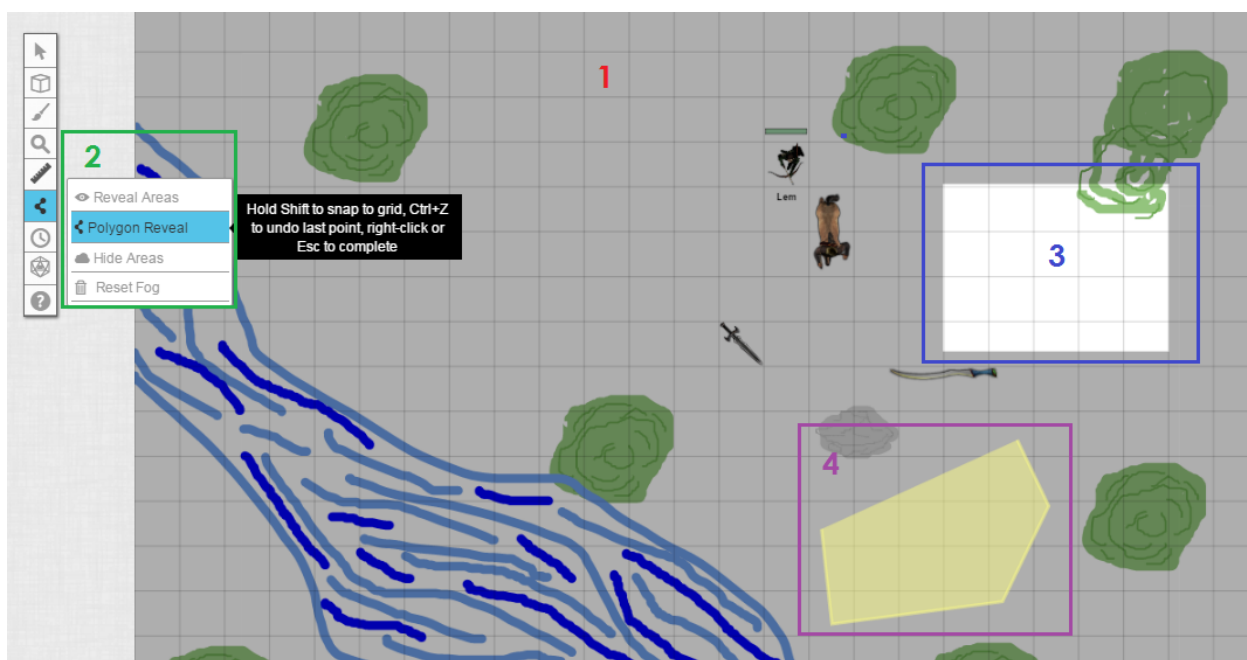 1
2
Reveal Areas
Polygon Reveal
Hide Areas
Reset Fog
Hold Shift to snap to grid, Ctrl+Z
to undo last point, right-click or
Esc to complete
Lem
3
4
?